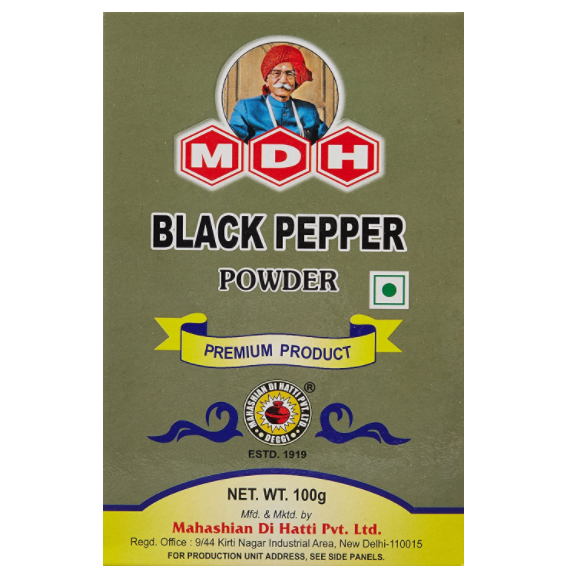 MDH
BLACK PEPPER
POWDER
PREMIUM PRODUCT
MAHASHIAN DI HATTI PVT. LTD.
®
DEGGI
ESTD. 1919
NET. WT. 100g
Mfd. & Mktd. by
Mahashian Di Hatti Pvt. Ltd.
Regd. Office : 9/44 Kirti Nagar Industrial Area, New Delhi-110015
FOR PRODUCTION UNIT ADDRESS, SEE SIDE PANELS.